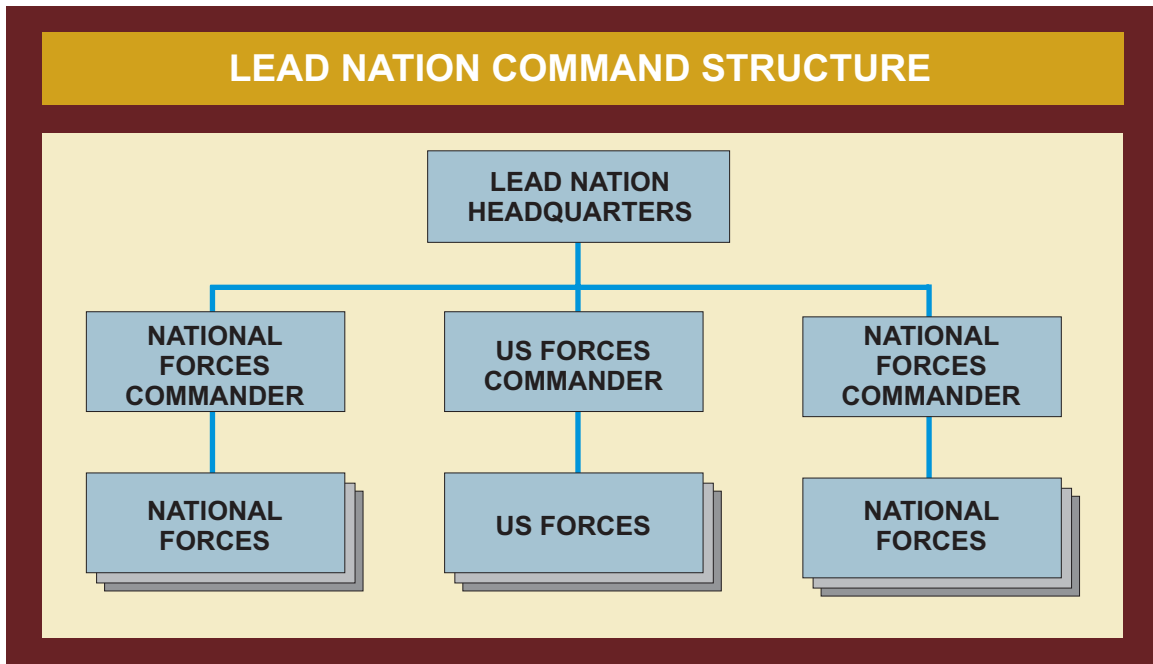 LEAD NATION COMMAND STRUCTURE
LEAD NATION
HEADQUARTERS
NATIONAL
FORCES
COMMANDER
US FORCES
COMMANDER
NATIONAL
FORCES
COMMANDER
NATIONAL
FORCES
US FORCES
NATIONAL
FORCES